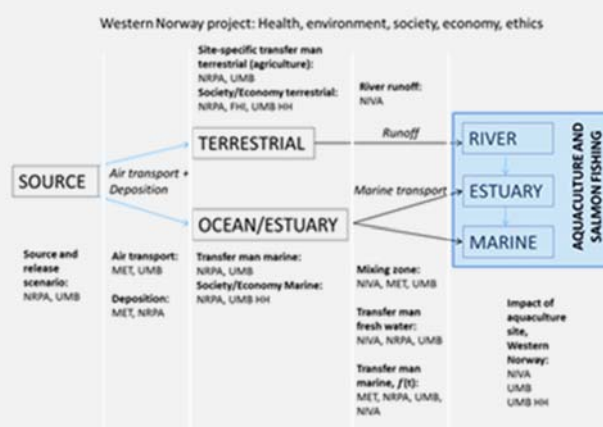 Western Norway project: Health, environment, society, economy, ethics
Site-specific transfer man
terrestrial (agriculture):
NRPA, UMB
Society/Economy terrestrial:
NRPA, FHI, UMB HH
River runoff:
NIVA
SOURCE
Air transport +
Deposition
TERRESTRIAL
Runoff
RIVER
OCEAN/ESTUARY
Marine transport
ESTUARY
MARINE
AQUACULTURE AND
SALMON FISHING
Source and
release
scenario:
NRPA, UMB
Air transport:
MET, UMB
Deposition:
MET, NRPA
Transfer man marine:
NRPA, UMB
Society/Economy Marine:
NRPA, UMB HH
Mixing zone:
NIVA, MET, UMB
Transfer man
fresh water:
NIVA, NRPA, UMB
Transfer man
marine, f(t):
MET, NRPA, UMB,
NIVA
Impact of
aquaculture
site,
Western
Norway:
NIVA
UMB
UMB HH